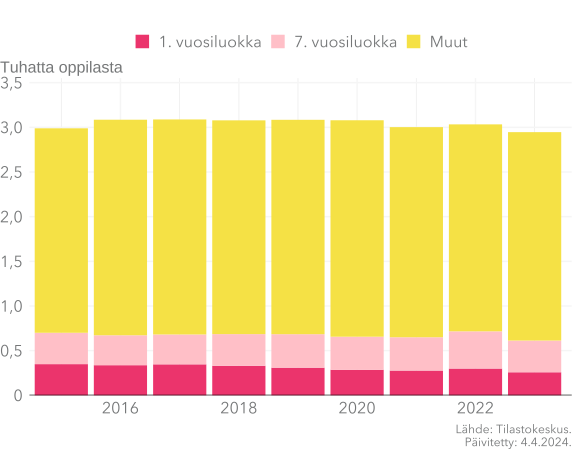 1. vuosiluokka 7. vuosiluokka Muut
Tuhatta oppilasta
3,5
3,0
2,5
2,0
1,5
1,0
0,5
0
2016 2018 2020 2022
Lähde: Tilastokeskus.
Päivitetty: 4.4.2024.